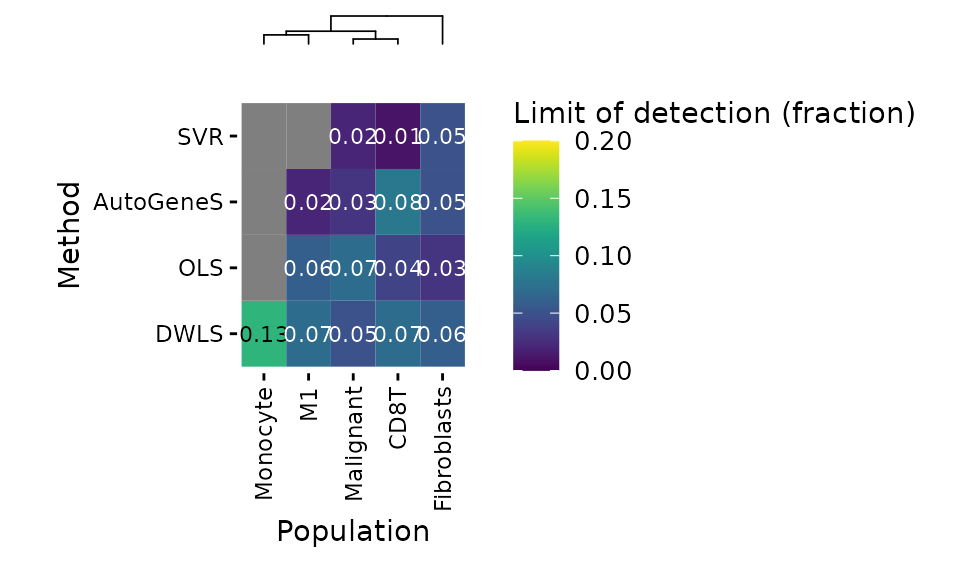 Limit of detection (fraction)
0.20
0.15
0.10
0.05
0.00
Method
SVR
0.02 0.01 0.05
AutoGeneS
0.02 0.03 0.08 0.05
OLS
0.06 0.07 0.04 0.03
DWLS
0.13 0.07 0.05 0.07 0.06
Monocyte
M1
Malignant
CD8T
Fibroblasts
Population